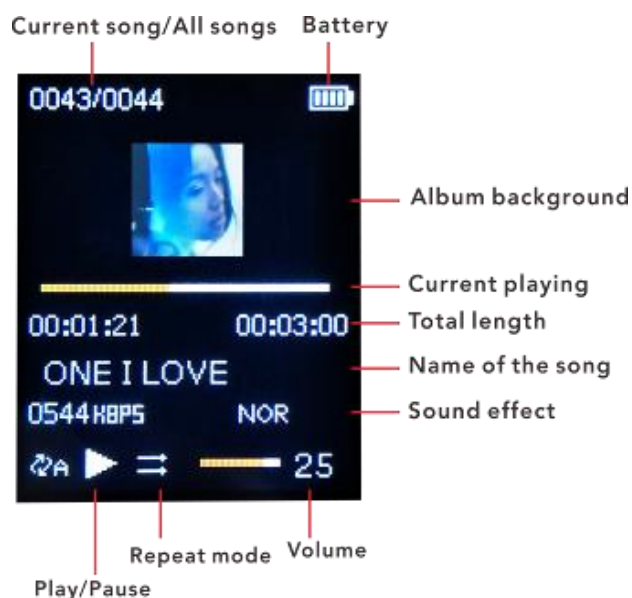 Current song/All songs
Battery
0043/0044
Album background
Current playing
00:01:21
00:03:00
Total length
ONE I LOVE
Name of the song
0544 KBPS
NOR
Sound effect
A
25
Repeat mode
Volume
Play/Pause